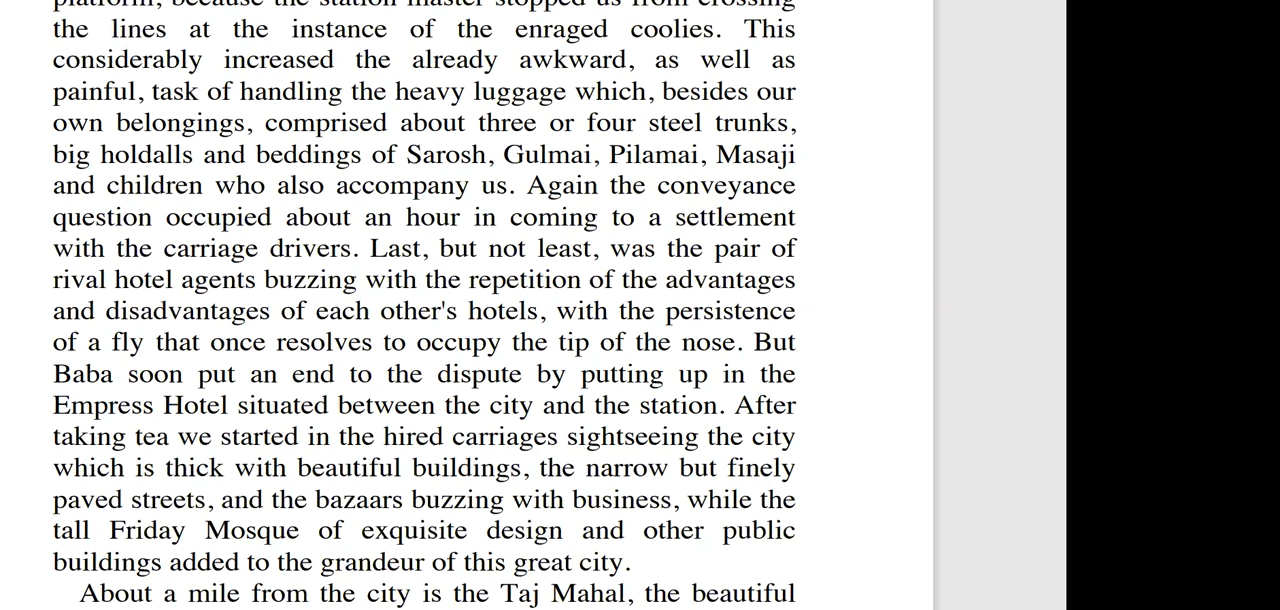 platform, because the station master stopped us from crossing
the lines at the instance of the enraged coolies. This
considerably increased the already awkward, as well as
painful, task of handling the heavy luggage which, besides our
own belongings, comprised about three or four steel trunks,
big holdalls and beddings of Sarosh, Gulmai, Pilamai, Masaji
and children who also accompany us. Again the conveyance
question occupied about an hour in coming to a settlement
with the carriage drivers. Last, but not least, was the pair of
rival hotel agents buzzing with the repetition of the advantages
and disadvantages of each other's hotels, with the persistence
of a fly that once resolves to occupy the tip of the nose. But
Baba soon put an end to the dispute by putting up in the
Empress Hotel situated between the city and the station. After
taking tea we started in the hired carriages sightseeing the city
which is thick with beautiful buildings, the narrow but finely
paved streets, and the bazaars buzzing with business, while the
tall Friday Mosque of exquisite design and other public
buildings added to the grandeur of this great city.
About a mile from the city is the Taj Mahal, the beautiful